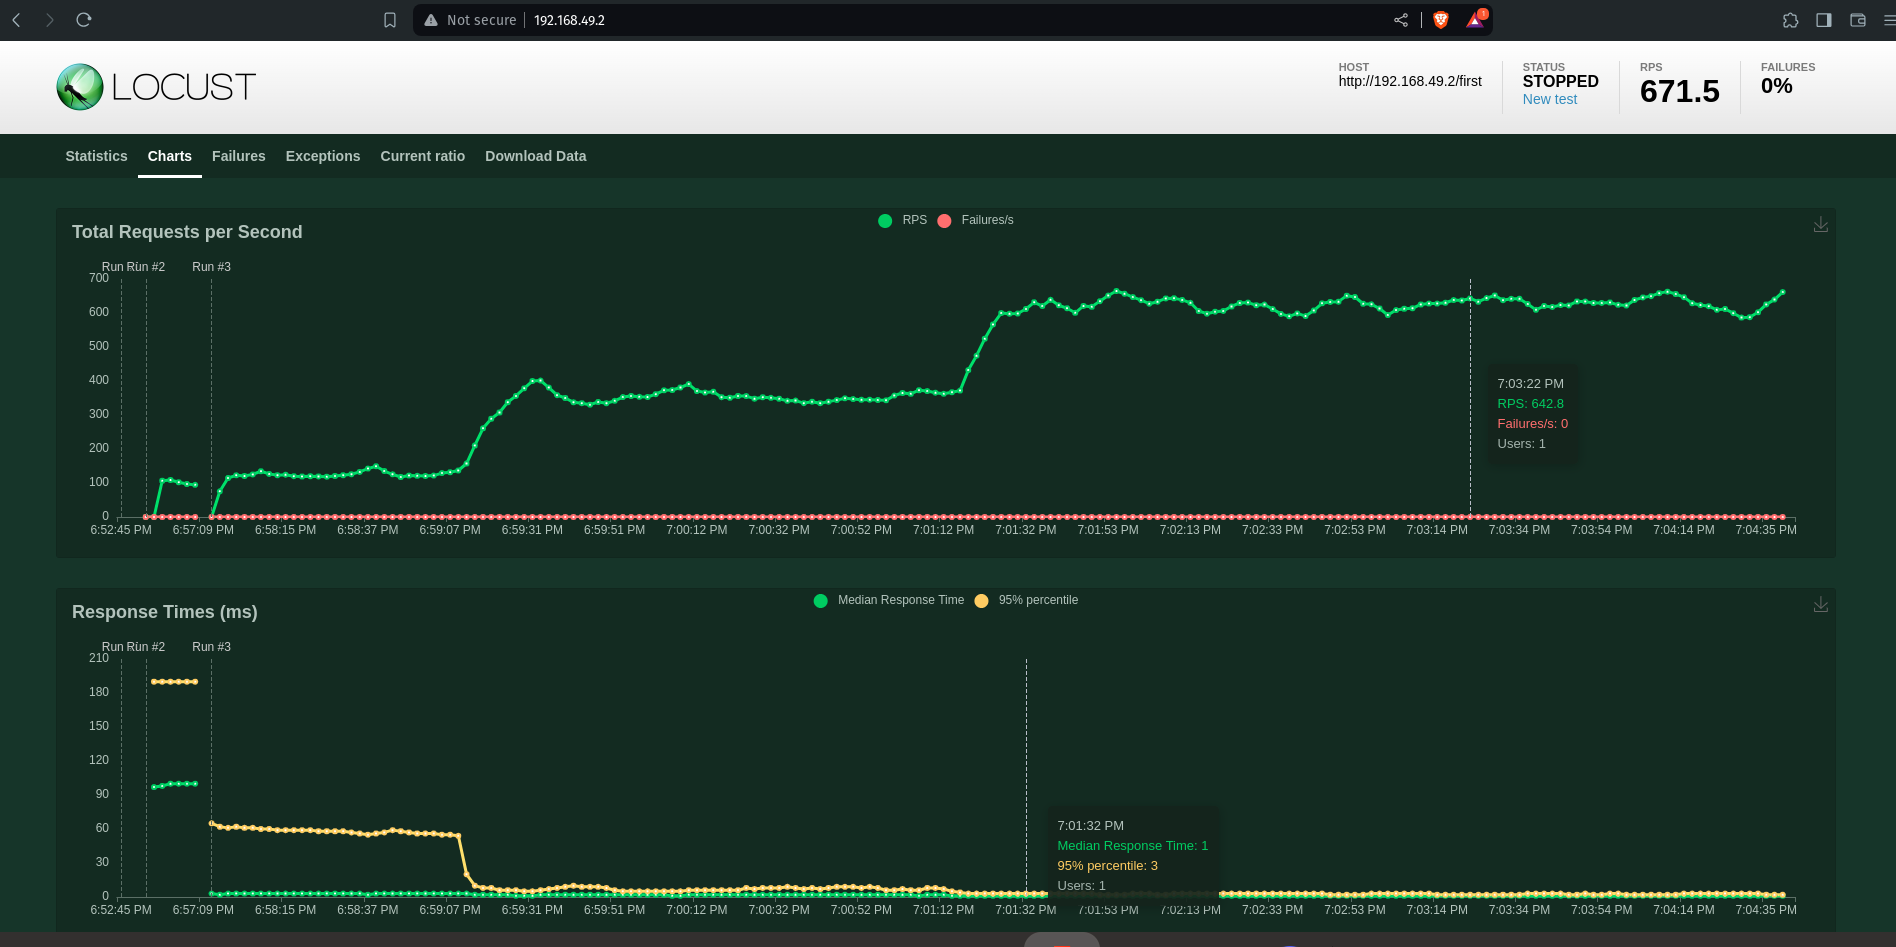 Not secure 192.168.49.2
LOCUST
HOST
http://192.168.49.2/first
STATUS
STOPPED
New test
RPS
671.5
FAILURES
0%
Statistics Charts Failures Exceptions Current ratio Download Data
Total Requests per Second
RPS Failures/s
Run Run #2 Run #3
700
600
500
400
300
200
100
0
7:03:22 PM
RPS: 642.8
Failures/s: 0
Users: 1
6:52:45 PM 6:57:09 PM 6:58:15 PM 6:58:37 PM 6:59:07 PM 6:59:31 PM 6:59:51 PM 7:00:12 PM 7:00:32 PM 7:00:52 PM 7:01:12 PM 7:01:32 PM 7:01:53 PM 7:02:13 PM 7:02:33 PM 7:02:53 PM 7:03:14 PM 7:03:34 PM 7:03:54 PM 7:04:14 PM 7:04:35 PM
Response Times (ms)
Median Response Time 95% percentile
Run Run #2 Run #3
210
180
150
120
90
60
30
0
7:01:32 PM
Median Response Time: 1
95% percentile: 3
Users: 1
6:52:45 PM 6:57:09 PM 6:58:15 PM 6:58:37 PM 6:59:07 PM 6:59:31 PM 6:59:51 PM 7:00:12 PM 7:00:32 PM 7:00:52 PM 7:01:12 PM 7:01:32 PM 7:01:53 PM 7:02:13 PM 7:02:33 PM 7:02:53 PM 7:03:14 PM 7:03:34 PM 7:03:54 PM 7:04:14 PM 7:04:35 PM